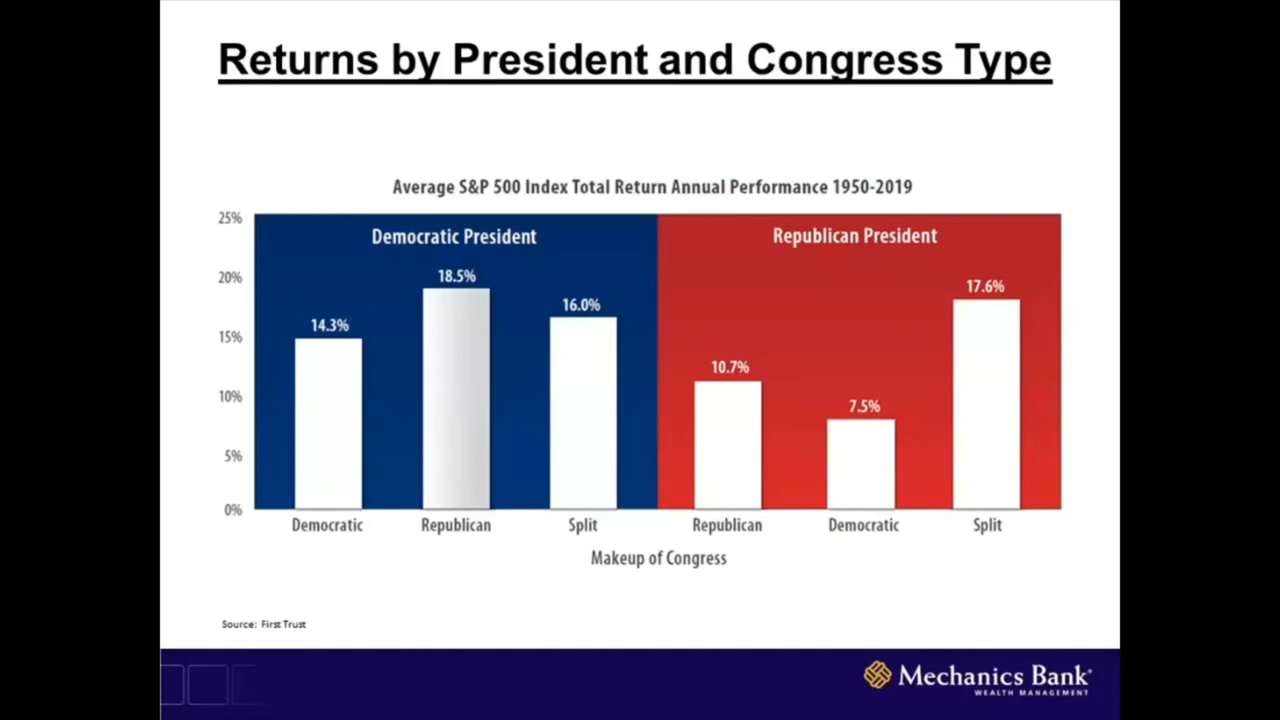 Returns by President and Congress Type
Average S&P 500 Index Total Return Annual Performance 1950-2019
25%
20%
15%
10%
5%
0%
Democratic President
14.3%
18.5%
16.0%
Republican President
10.7%
7.5%
17.6%
Democratic
Republican
Split
Republican
Democratic
Split
Makeup of Congress
Source: First Trust
Mechanics Bank
WEALTH MANAGEMENT